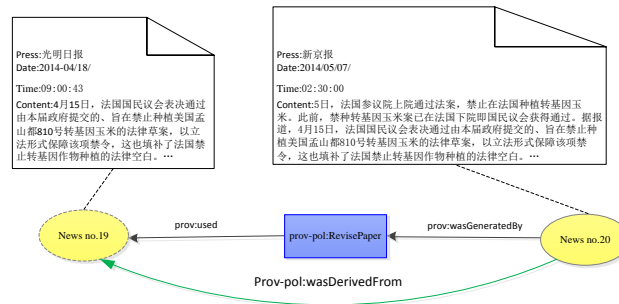 Press:光明日报
Date:2014-04/18/
Time:09:00:43
Content:4月15日，法国国民议会表决通过
由本届政府提交的、旨在禁止种植美国孟
山都810号转基因玉米的法律草案，以立
法形式保障该项禁令，这也填补了法国禁
止转基因作物种植的法律空白。…
Press:新京报
Date:2014/05/07/
Time:02:30:00
Content:5日，法国参议院上院通过法案，禁止在法国种植转基因玉
米。此前，禁种转基因玉米案已在法国下院即国民议会获得通过。据报
道，4月15日，法国国民议会表决通过由本届政府提交的、旨在禁止种
植美国孟山都810号转基因玉米的法律草案，以立法形式保障该项禁
令，这也填补了法国禁止转基因作物种植的法律空白。…
News no.19
prov:used
prov-pol:RevisePaper
prov:wasGeneratedBy
News no.20
Prov-pol:wasDerivedFrom